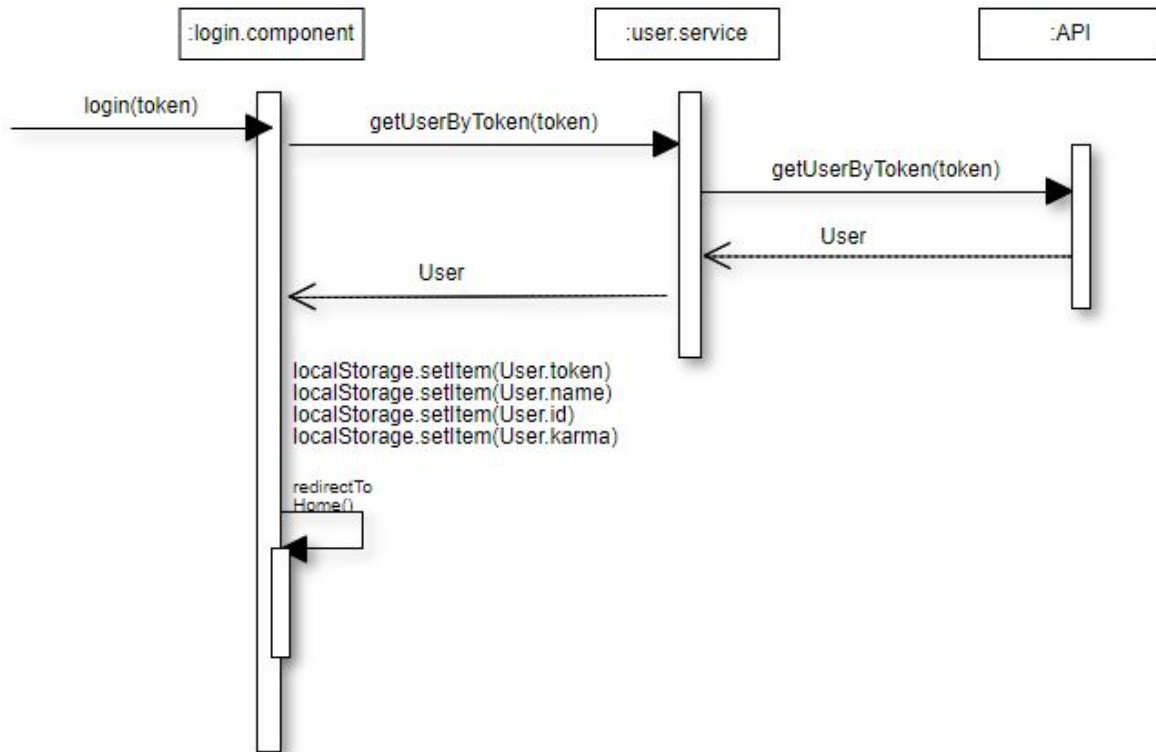 :login.component
:user.service
:API
login(token)
getUserByToken(token)
getUserByToken(token)
User
User
localStorage.setItem(User.token)
localStorage.setItem(User.name)
localStorage.setItem(User.id)
localStorage.setItem(User.karma)
redirectTo
Home()